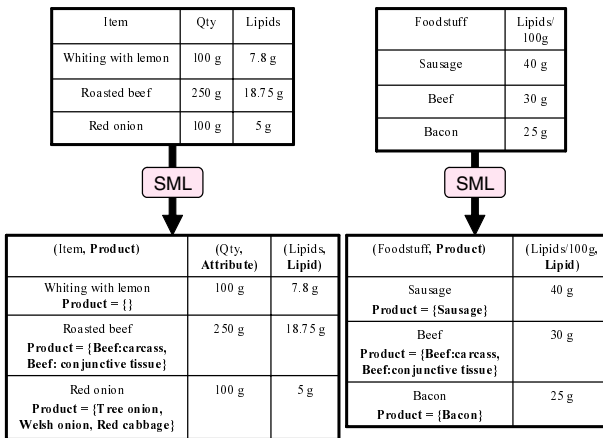 Item Qty Lipids
Whiting with lemon 100 g 7.8 g
Roasted beef 250 g 18.75 g
Red onion 100 g 5 g
Foodstuff Lipids/
100g
Sausage 40 g
Beef 30 g
Bacon 25 g
SML
SML
(Item, Product) (Qty, (Lipids,
Attribute) Lipid)
Whiting with lemon 100 g 7.8 g
Product = {}
Roasted beef 250 g 18.75 g
Product = {Beef:carcass,
Beef: conjunctive tissue}
Red onion 100 g 5 g
Product = {Tree onion,
Welsh onion, Red cabbage}
(Foodstuff, Product) (Lipids/100g,
Lipid)
Sausage 40 g
Product = {Sausage}
Beef 30 g
Product = {Beef:carcass,
Beef:conjunctive tissue}
Bacon 25 g
Product = {Bacon}